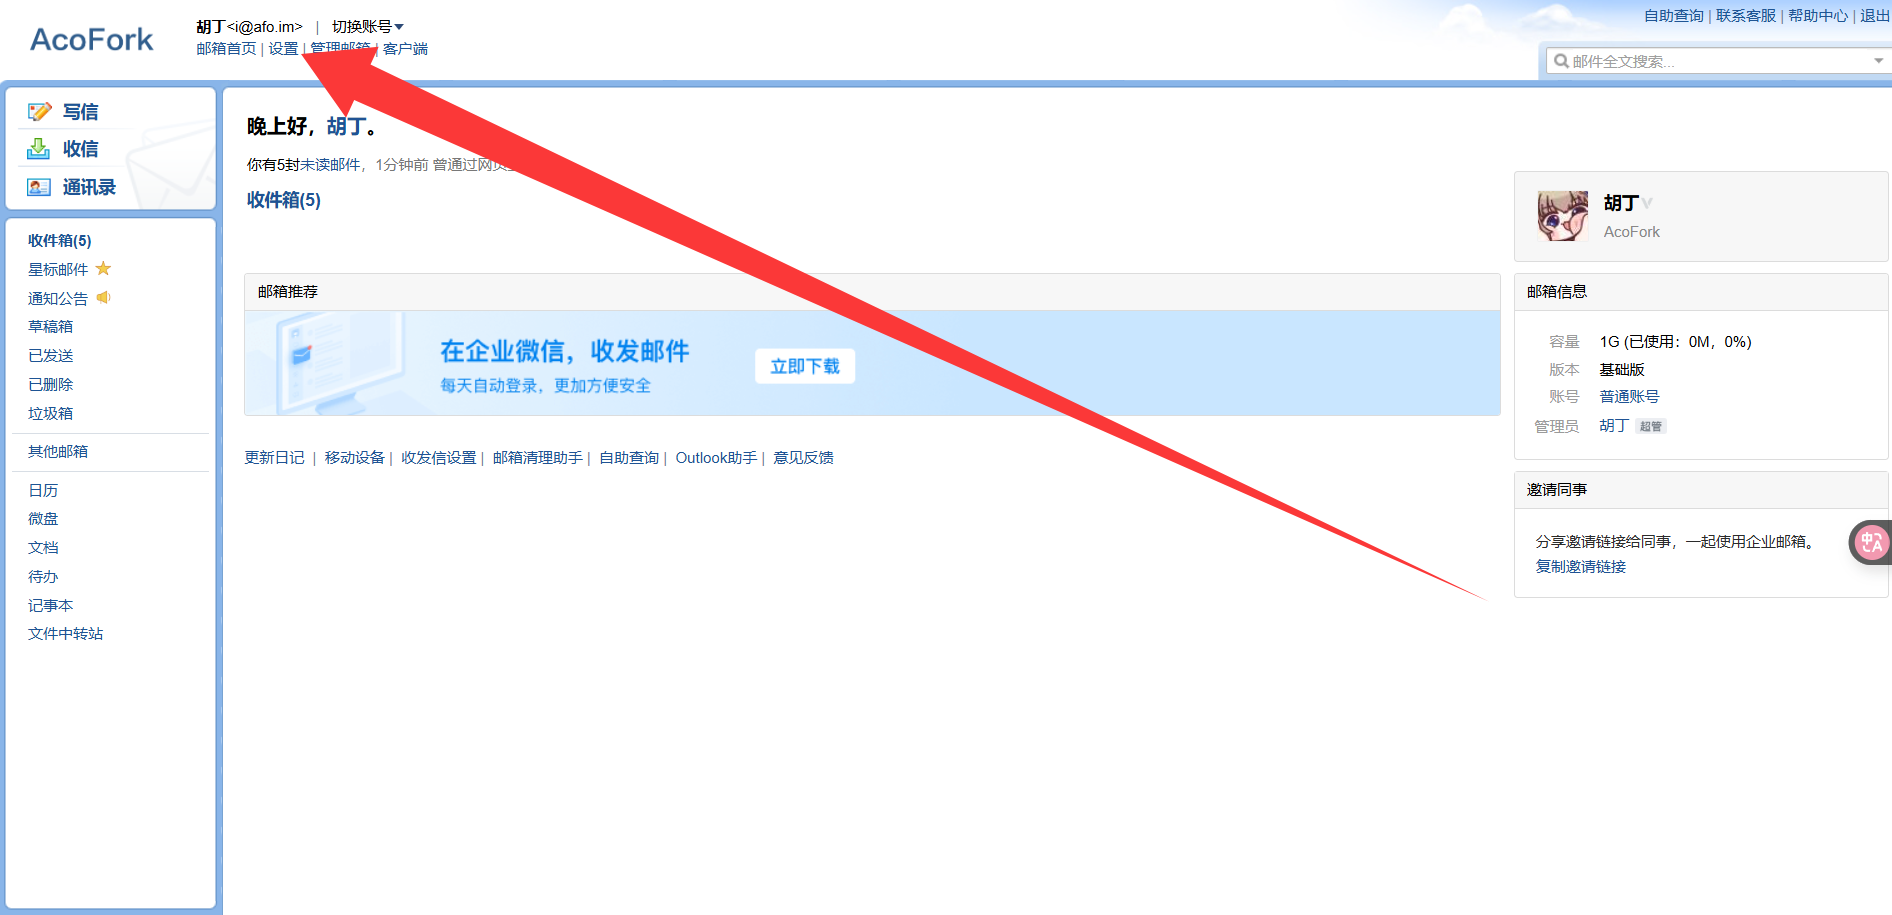 AcoFork
胡丁<i@afo.im> | 切换账号
邮箱首页 | 设置 | 管理邮箱 | 客户端
自助查询 | 联系客服 | 帮助中心 | 退出
邮件全文搜索...
写信
收信
通讯录
收件箱(5)
星标邮件
通知公告
草稿箱
已发送
已删除
垃圾箱
其他邮箱
日历
微盘
文档
待办
记事本
文件中转站
晚上好，胡丁。
你有5封未读邮件，1分钟前 曾通过网页
收件箱(5)
邮箱推荐
在企业微信，收发邮件
每天自动登录，更加方便安全
立即下载
更新日记 | 移动设备 | 收发信设置 | 邮箱清理助手 | 自助查询 | Outlook助手 | 意见反馈
胡丁
AcoFork
邮箱信息
容量 1G (已使用：0M，0%)
版本 基础版
账号 普通账号
管理员 胡丁 超管
邀请同事
分享邀请链接给同事，一起使用企业邮箱。
复制邀请链接